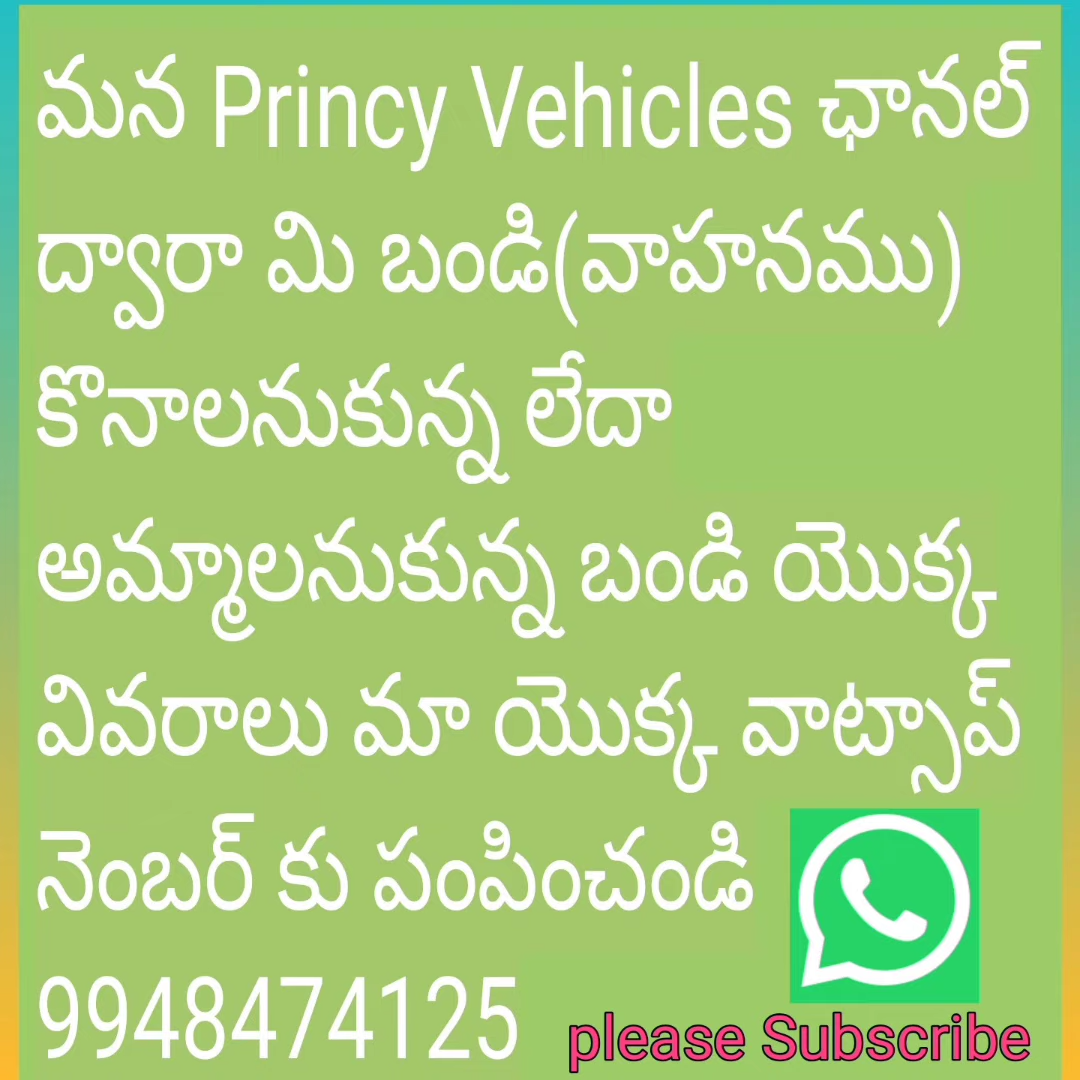 మన Princy Vehicles ఛానల్
ద్వారా మి బండి(వాహనము)
కొనాలనుకున్న లేదా
అమ్మాలనుకున్న బండి యొక్క
వివరాలు మా యొక్క వాట్సాప్
నెంబర్ కు పంపించండి
9948474125
please Subscribe